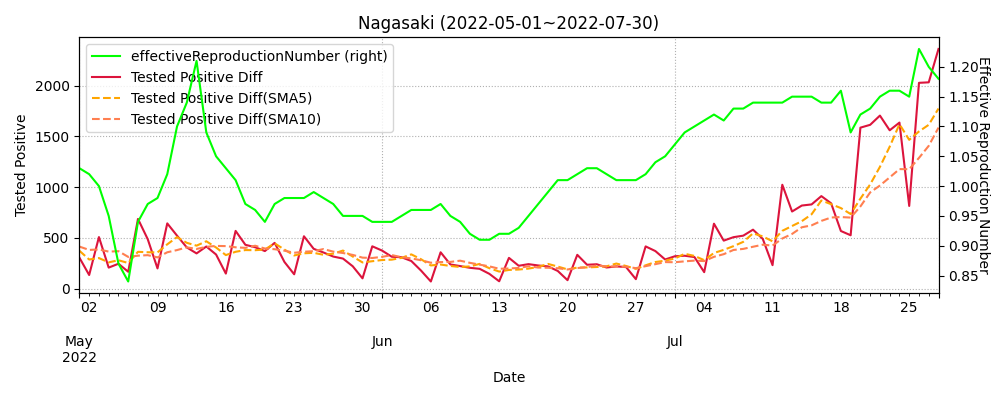 Nagasaki (2022-05-01~2022-07-30)
effectiveReproductionNumber (right)
Tested Positive Diff
Tested Positive Diff(SMA5)
Tested Positive Diff(SMA10)
Tested Positive
2000
1500
1000
500
0
Effective Reproduction Number
1.20
1.15
1.10
1.05
1.00
0.95
0.90
0.85
02 09 16 23 30 06 13 20 27 04 11 18 25
May Jun Jul
2022
Date